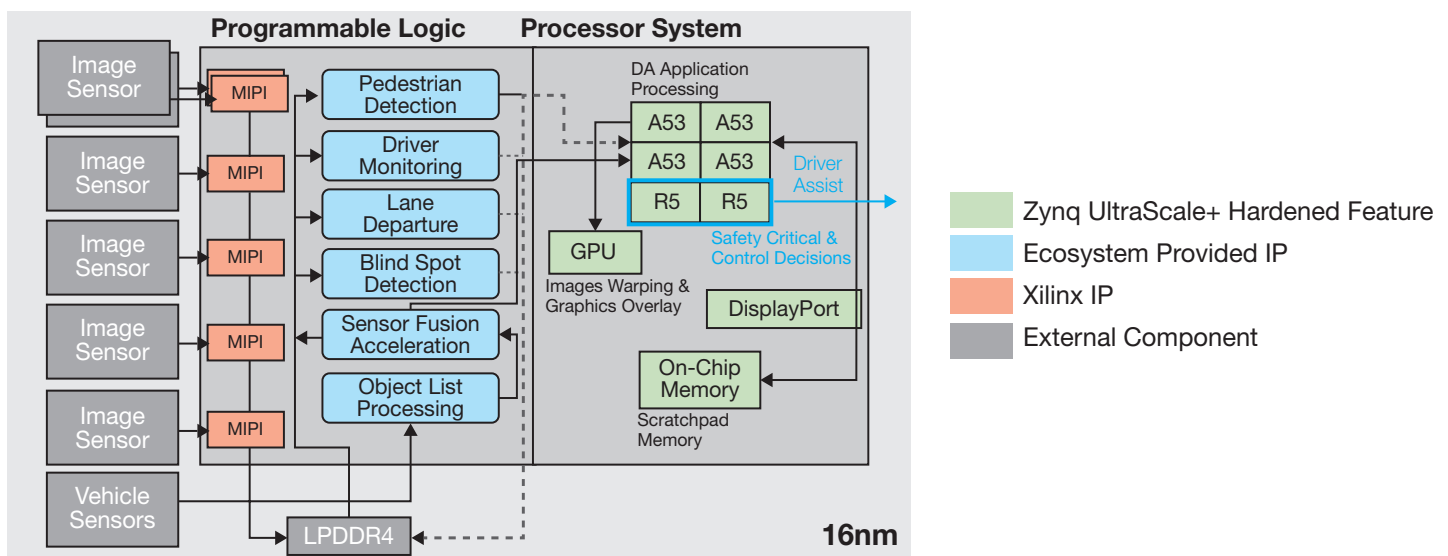 Programmable Logic
Processor System
Image
Sensor
Image
Sensor
Image
Sensor
Image
Sensor
Image
Sensor
Vehicle
Sensors
MIPI
MIPI
MIPI
MIPI
MIPI
Pedestrian
Detection
Driver
Monitoring
Lane
Departure
Blind Spot
Detection
Sensor Fusion
Acceleration
Object List
Processing
LPDDR4
DA Application
Processing
A53 A53
A53 A53
R5 R5
Driver
Assist
Safety Critical &
Control Decisions
GPU
Images Warping &
Graphics Overlay
DisplayPort
On-Chip
Memory
Scratchpad
Memory
16nm
Zynq UltraScale+ Hardened Feature
Ecosystem Provided IP
Xilinx IP
External Component